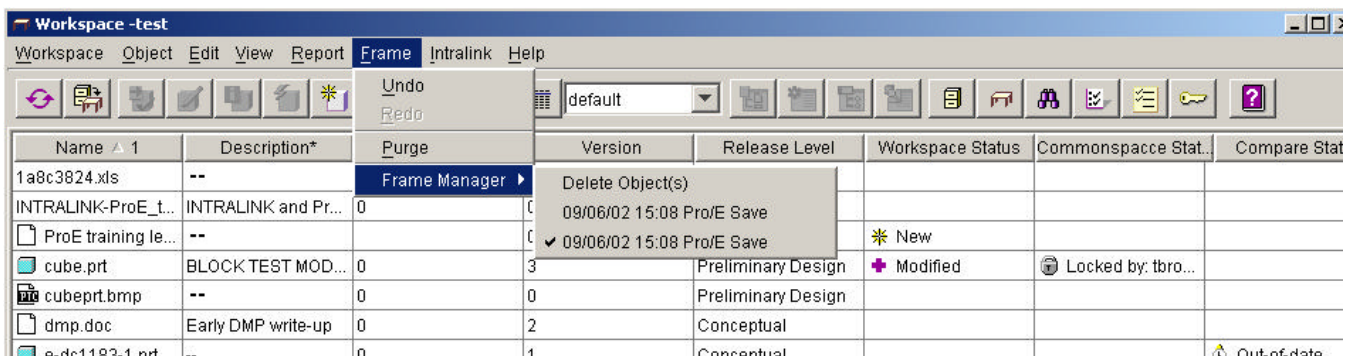 Workspace -test
Workspace Object Edit View Report Frame Intralink Help
Undo
default
Redo
Name 1 Description* Purge Version Release Level Workspace Status Commonspacce Stat.. Compare Stat
Frame Manager
1a8c3824.xls -- Delete Object(s)
INTRALINK-ProE_t... INTRALINK and Pr... 0 09/06/02 15:08 Pro/E Save
ProE training le... -- 09/06/02 15:08 Pro/E Save New
cube.prt BLOCK TEST MOD... 0 3 Preliminary Design Modified Locked by: tbro...
cubeprt.bmp -- 0 0 Preliminary Design
dmp.doc Early DMP write-up 0 2 Conceptual
e-dc1183-1.prt -- 0 1 Conceptual Out-of-date